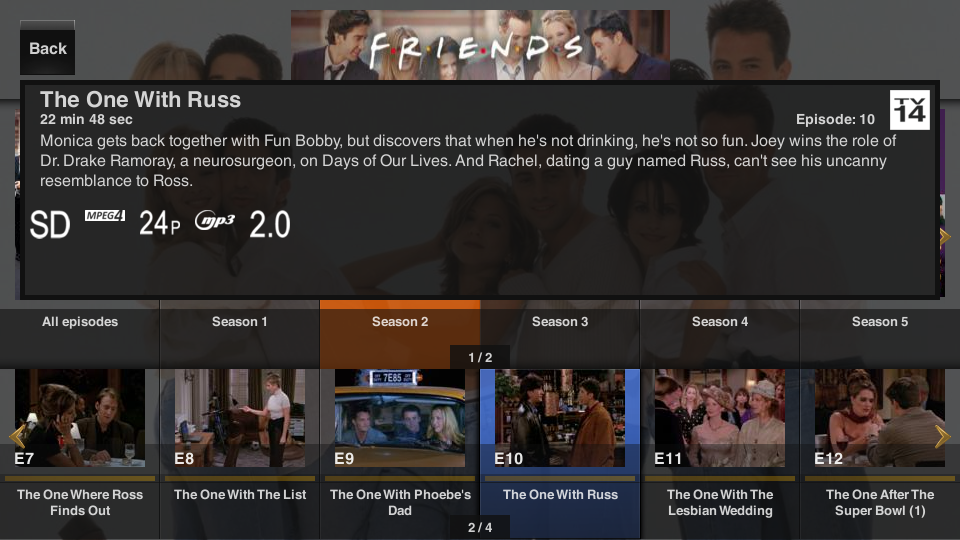 Back
FRIENDS
The One With Russ
22 min 48 sec
Episode: 10
TV
14
Monica gets back together with Fun Bobby, but discovers that when he's not drinking, he's not so fun. Joey wins the role of
Dr. Drake Ramoray, a neurosurgeon, on Days of Our Lives. And Rachel, dating a guy named Russ, can't see his uncanny
resemblance to Ross.
SD MPEG4 24P mp3 2.0
All episodes
Season 1
Season 2
Season 3
Season 4
Season 5
1 / 2
7E85
E7
E8
E9
E10
E11
E12
The One Where Ross
Finds Out
The One With The List
The One With Phoebe's
Dad
The One With Russ
The One With The
Lesbian Wedding
The One After The
Super Bowl (1)
2 / 4